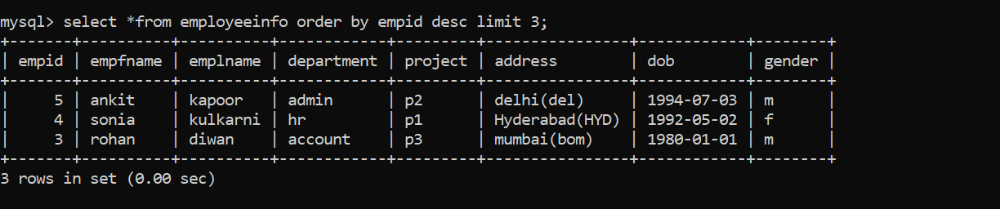 mysql> select *from employeeinfo order by empid desc limit 3;
+-------+----------+----------+------------+---------+----------------+------------+--------+
| empid | empfname | emplname | department | project | address        | dob        | gender |
+-------+----------+----------+------------+---------+----------------+------------+--------+
|     5 | ankit    | kapoor   | admin      | p2      | delhi(del)     | 1994-07-03 | m      |
|     4 | sonia    | kulkarni | hr         | p1      | Hyderabad(HYD) | 1992-05-02 | f      |
|     3 | rohan    | diwan    | account    | p3      | mumbai(bom)    | 1980-01-01 | m      |
+-------+----------+----------+------------+---------+----------------+------------+--------+
3 rows in set (0.00 sec)